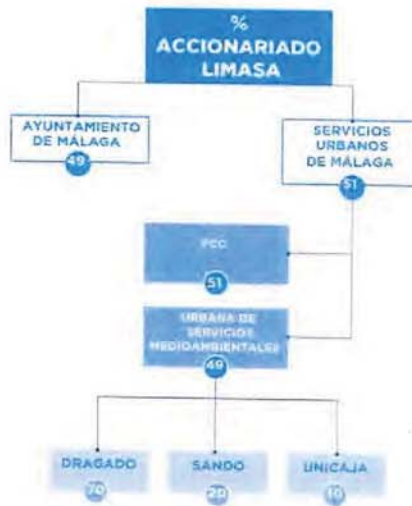 %
ACCIONARIADO
LIMASA
AYUNTAMIENTO
DE MÁLAGA
49
SERVICIOS
URBANOS
DE MÁLAGA
51
FCC
51
URBANA DE
SERVICIOS
MEDIOAMBIENTALES
49
DRAGADO
70
SANDO
20
UNICAJA
10